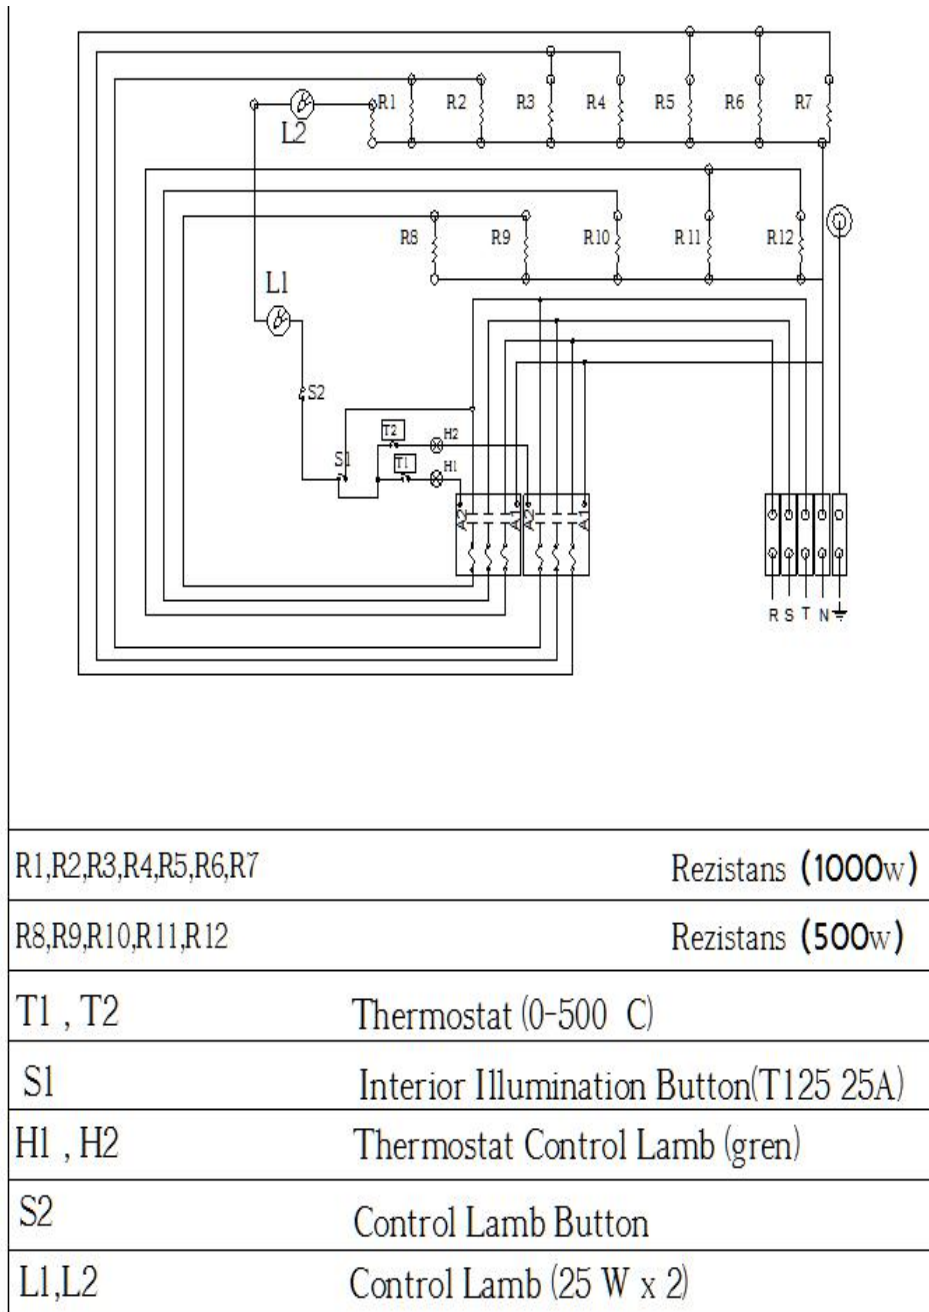 R1 R2 R3 R4 R5 R6 R7
L2
R8 R9 R10 R11 R12
L1
S2
T2 H2
S1 T1 H1
A2 A1 A2 A1
R S T N
R1,R2,R3,R4,R5,R6,R7 Rezistans (1000w)
R8,R9,R10,R11,R12 Rezistans (500w)
T1 , T2 Thermostat (0-500 C)
S1 Interior Illumination Button(T125 25A)
H1 , H2 Thermostat Control Lamb (gren)
S2 Control Lamb Button
L1,L2 Control Lamb (25 W x 2)